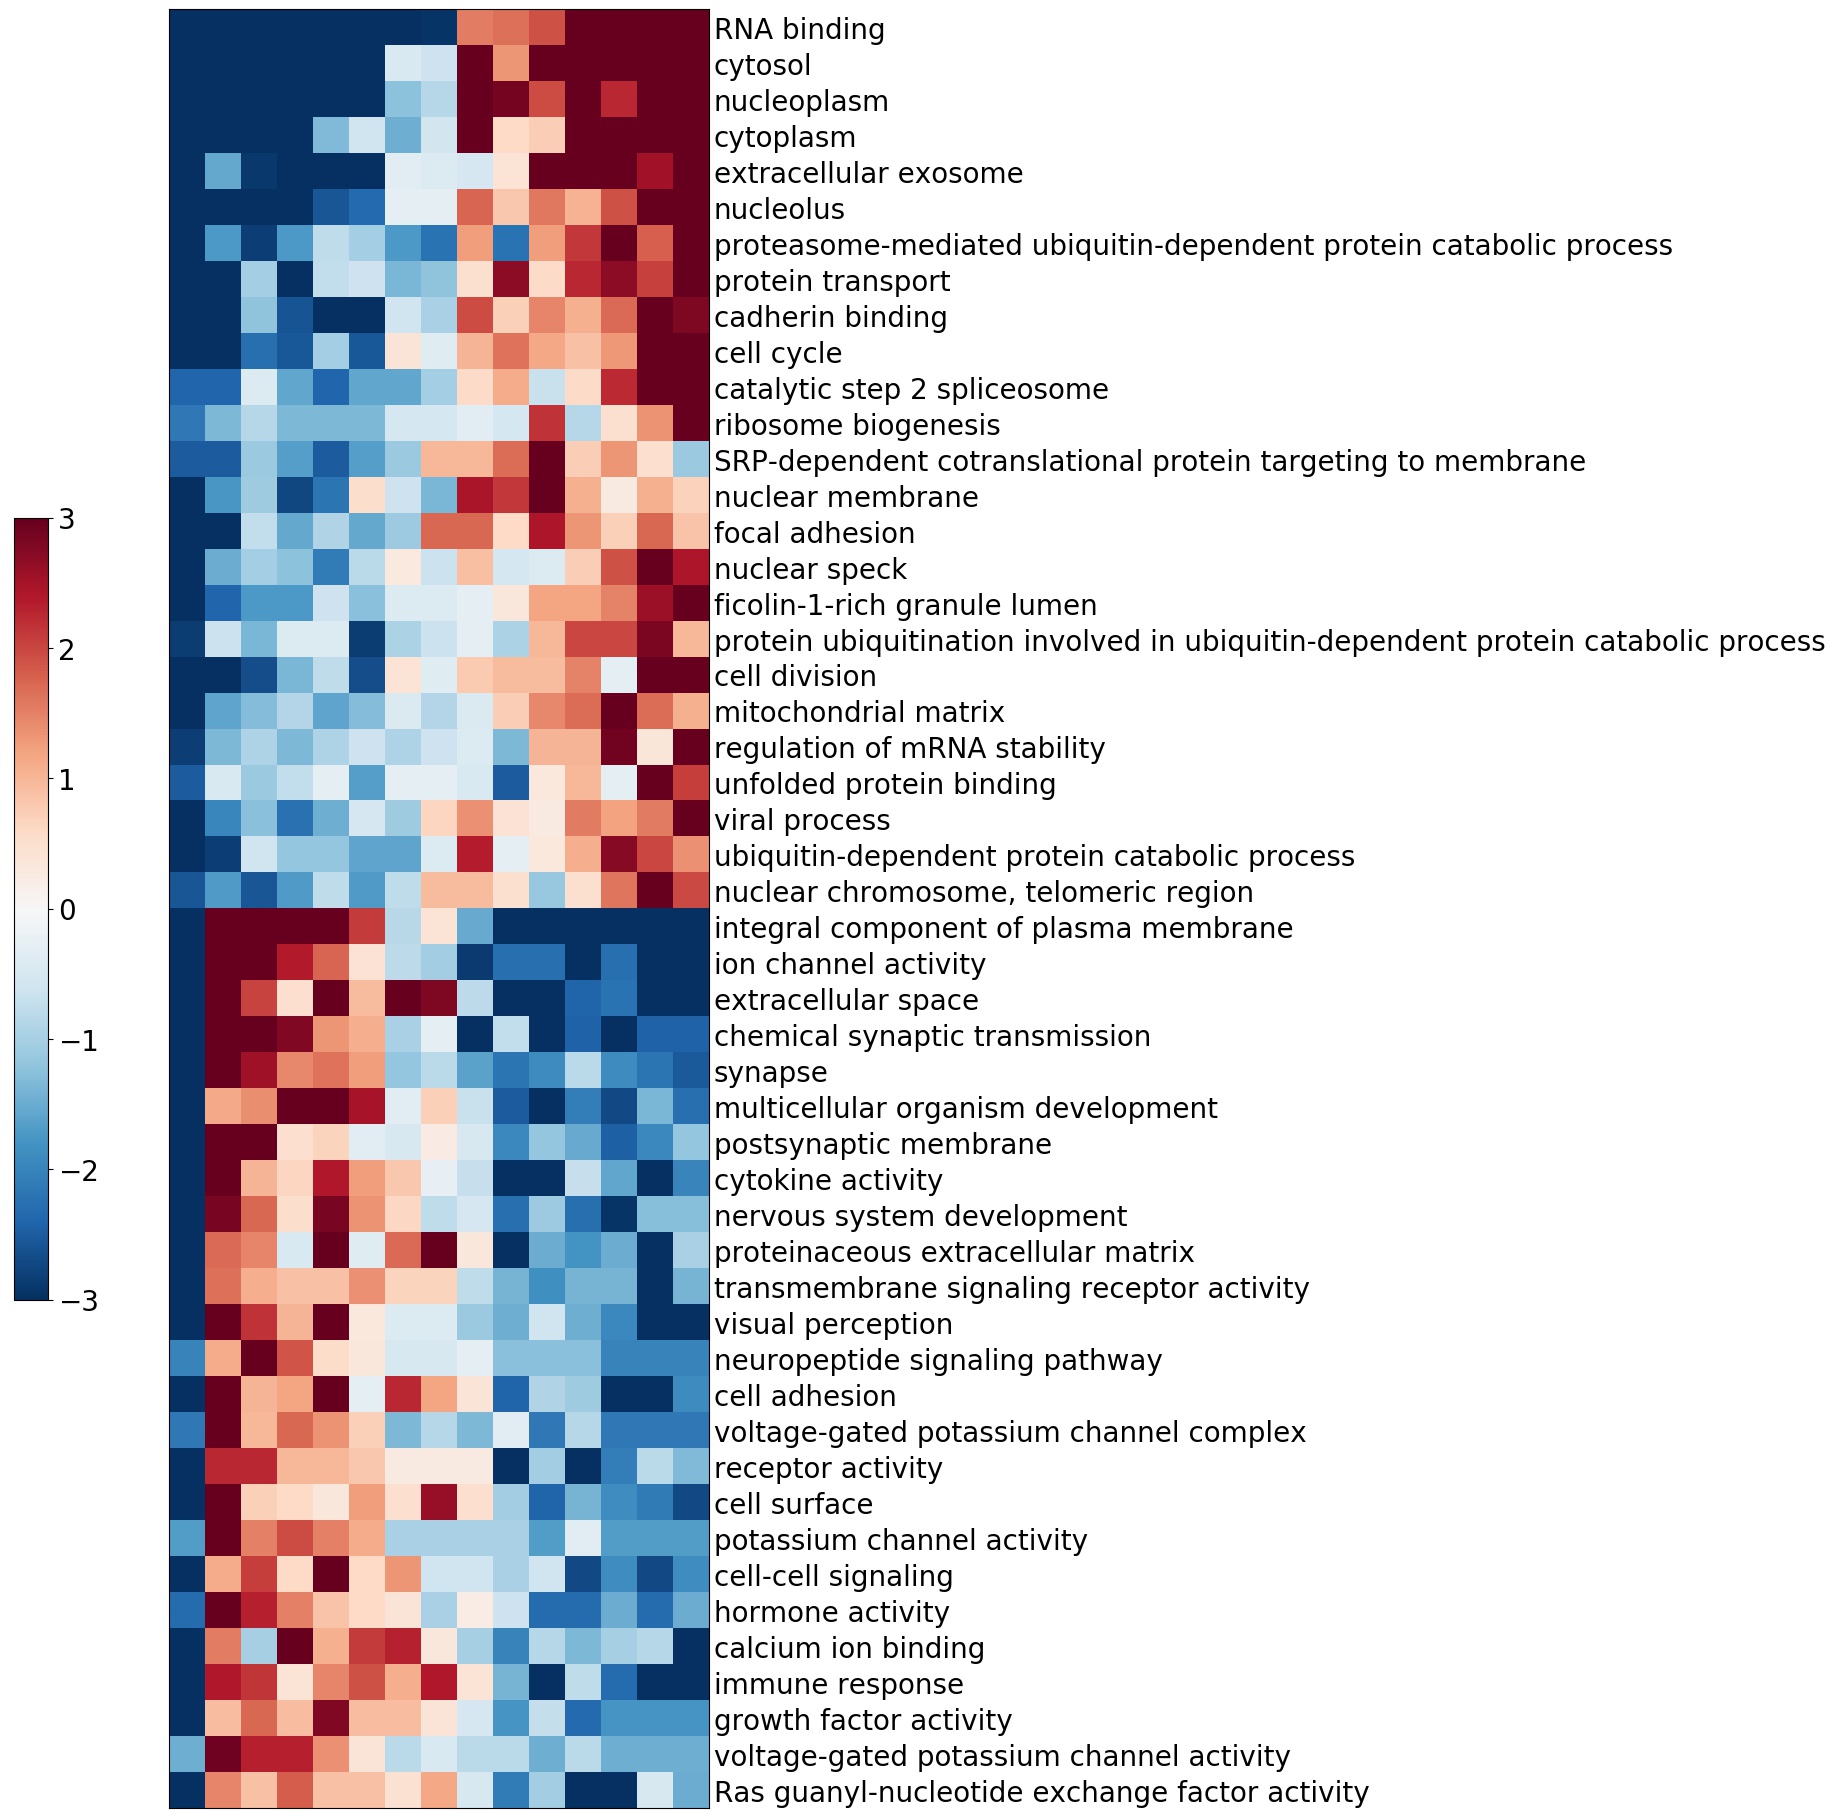 RNA binding
cytosol
nucleoplasm
cytoplasm
extracellular exosome
nucleolus
proteasome-mediated ubiquitin-dependent protein catabolic process
protein transport
cadherin binding
cell cycle
catalytic step 2 spliceosome
ribosome biogenesis
SRP-dependent cotranslational protein targeting to membrane
nuclear membrane
focal adhesion
nuclear speck
ficolin-1-rich granule lumen
protein ubiquitination involved in ubiquitin-dependent protein catabolic process
cell division
mitochondrial matrix
regulation of mRNA stability
unfolded protein binding
viral process
ubiquitin-dependent protein catabolic process
nuclear chromosome, telomeric region
integral component of plasma membrane
ion channel activity
extracellular space
chemical synaptic transmission
synapse
multicellular organism development
postsynaptic membrane
cytokine activity
nervous system development
proteinaceous extracellular matrix
transmembrane signaling receptor activity
visual perception
neuropeptide signaling pathway
cell adhesion
voltage-gated potassium channel complex
receptor activity
cell surface
potassium channel activity
cell-cell signaling
hormone activity
calcium ion binding
immune response
growth factor activity
voltage-gated potassium channel activity
Ras guanyl-nucleotide exchange factor activity
3
2
1
0
−1
−2
−3